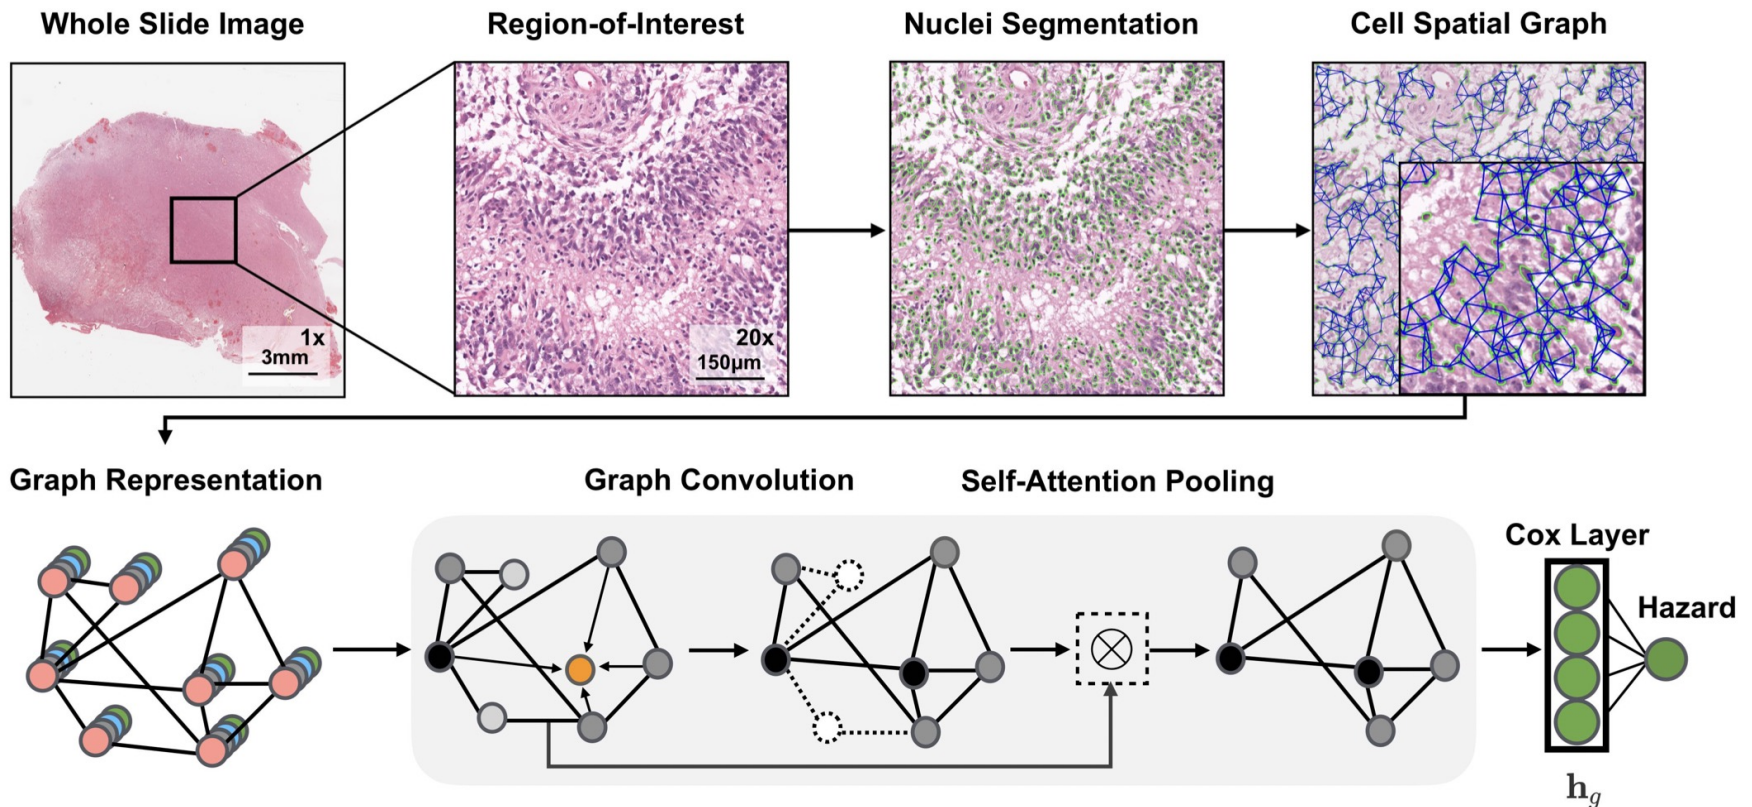 Whole Slide Image
Region-of-Interest
Nuclei Segmentation
Cell Spatial Graph
1x
3mm
20x
150µm
Graph Representation
Graph Convolution
Self-Attention Pooling
Cox Layer
Hazard
h_g